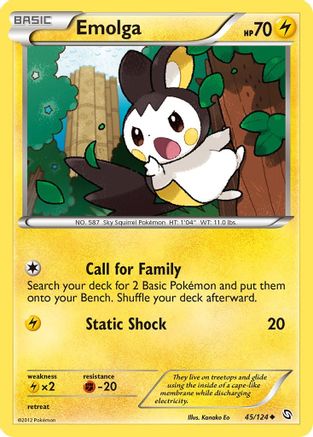 BASIC
Emolga
HP70
NO. 587 Sky Squirrel Pokémon HT: 1'04" WT: 11.0 lbs.
Call for Family
Search your deck for 2 Basic Pokémon and put them
onto your Bench. Shuffle your deck afterward.
Static Shock 20
weakness
×2
resistance
-20
retreat
They live on treetops and glide
using the inside of a cape-like
membrane while discharging
electricity.
©2012 Pokémon
Illus. Kanako Eo
45/124